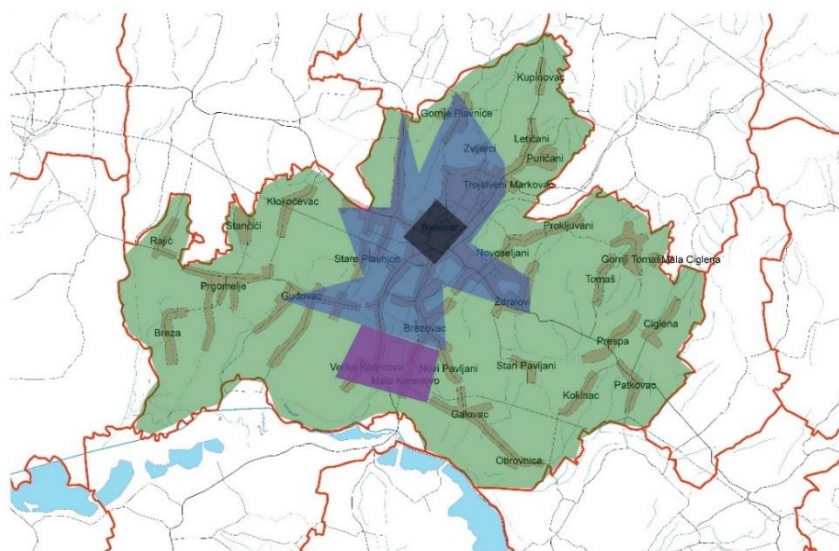 Kupinovac
Gornje Plavnice
Letičani
Zvijerci
Puričani
Trojstveni Markovac
Klokočevac
Stančići
Prokljuvani
Rajić
Bjelovar
Novoseljani
Stare Plavnice
Gornji Tomaš
Mala Ciglena
Prgomelje
Tomaš
Gudovac
Ždralovi
Breza
Brezovac
Ciglena
Prespa
Veliko Korenovo
Novi Pavljani
Stari Pavljani
Malo Korenovo
Patkovac
Kokinac
Galovac
Obrovnica